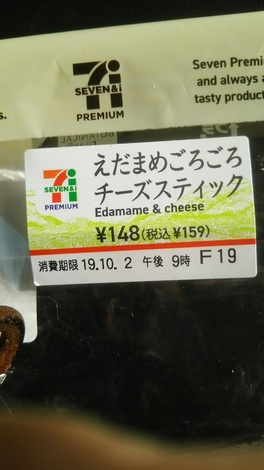 7
SEVEN&i
PREMIUM
Seven Premi
and always a
tasty product
s.
7
SEVEN&i
PREMIUM
えだまめごろごろ
チーズスティック
Edamame & cheese
¥148(税込¥159)
消費期限 19.10. 2 午後 9時 F19